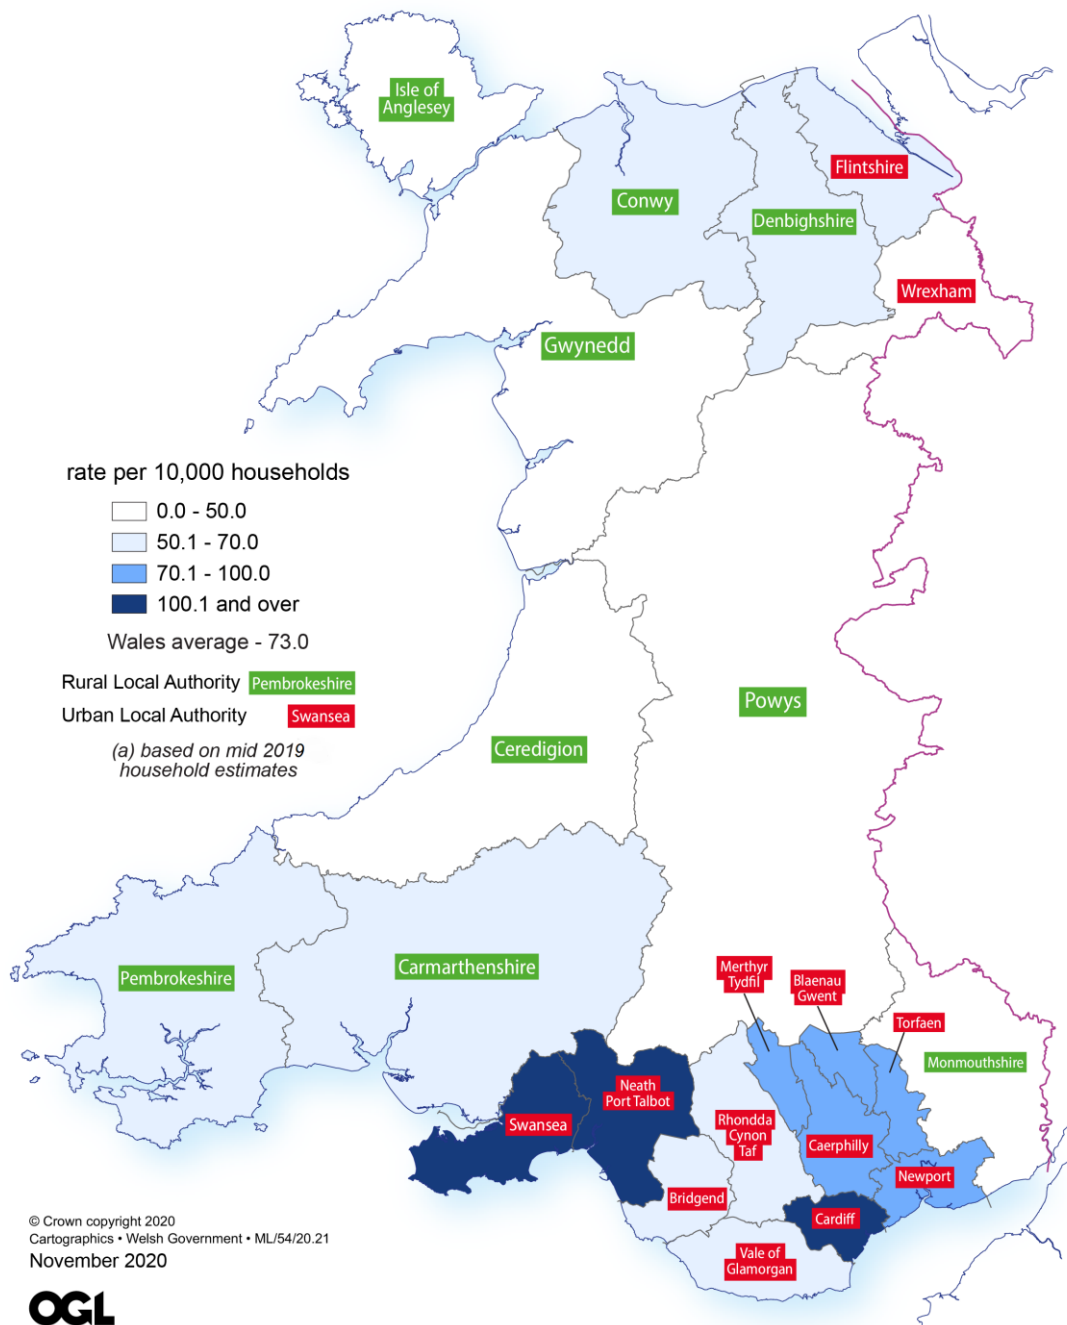 Isle of
Anglesey
Flintshire
Conwy
Denbighshire
Wrexham
Gwynedd
rate per 10,000 households
0.0 - 50.0
50.1 - 70.0
70.1 - 100.0
100.1 and over
Wales average - 73.0
Rural Local Authority Pembrokeshire
Urban Local Authority Swansea
(a) based on mid 2019
household estimates
Powys
Ceredigion
Pembrokeshire
Carmarthenshire
Merthyr
Tydfil
Blaenau
Gwent
Torfaen
Monmouthshire
Neath
Port Talbot
Swansea
Rhondda
Cynon
Taf
Caerphilly
Newport
Bridgend
Cardiff
Vale of
Glamorgan
© Crown copyright 2020
Cartographics • Welsh Government • ML/54/20.21
November 2020
OGL